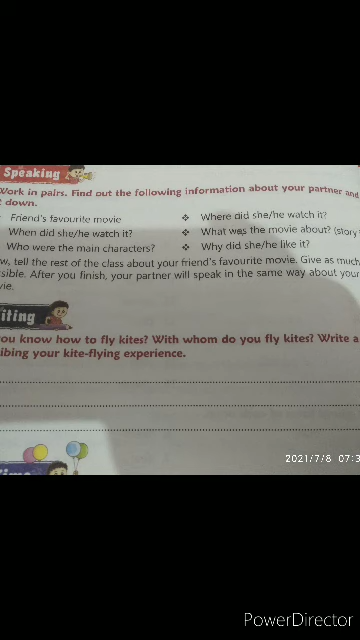 Speaking
Work in pairs. Find out the following information about your partner and
down.
Friend's favourite movie
❖ Where did she/he watch it?
When did she/he watch it?
❖ What was the movie about? (story
Who were the main characters?
❖ Why did she/he like it?
w, tell the rest of the class about your friend's favourite movie. Give as much
sible. After you finish, your partner will speak in the same way about your
vie.
iting
ou know how to fly kites? With whom do you fly kites? Write a
ibing your kite-flying experience.
2021/7/8 07:3
PowerDirector